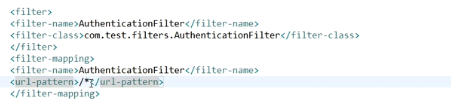 <filter>
<filter-name>AuthenticationFilter</filter-name>
<filter-class>com.test.filters.AuthenticationFilter</filter-class>
</filter>
<filter-mapping>
<filter-name>AuthenticationFilter</filter-name>
<url-pattern>/*</url-pattern>
</filter-mapping>